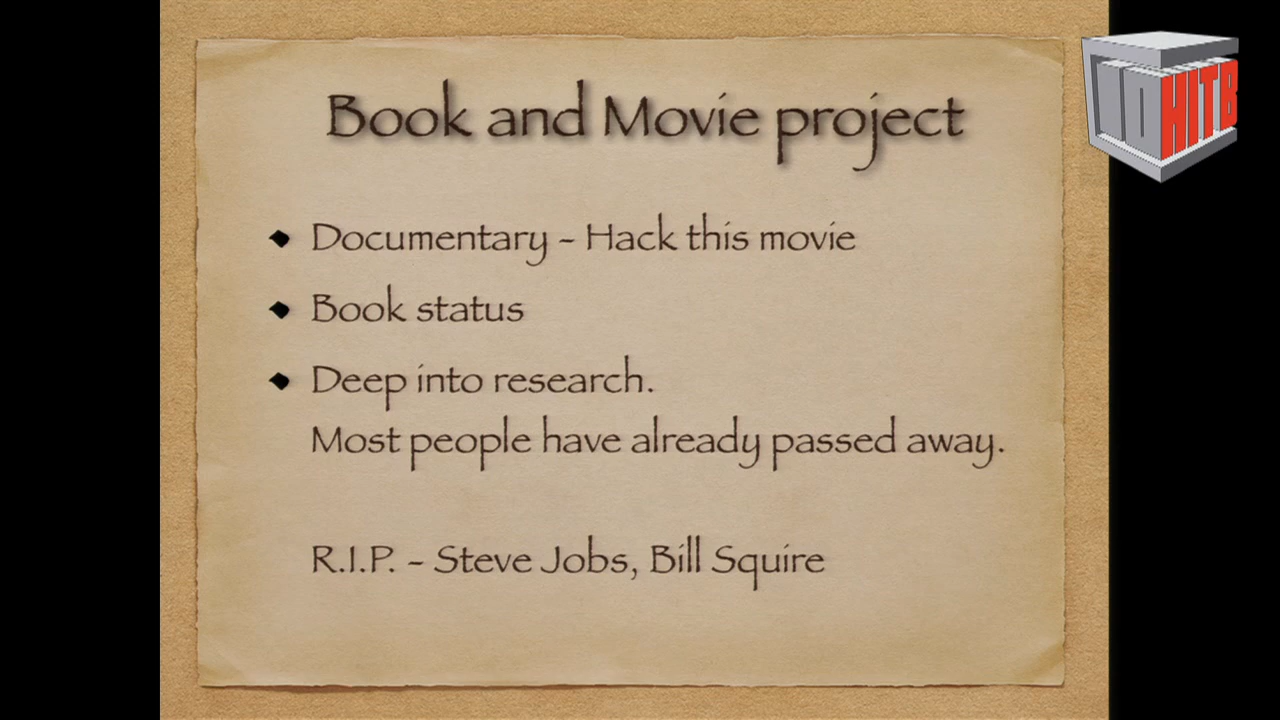 Book and Movie project
Documentary - Hack this movie
Book status
Deep into research.
Most people have already passed away.
R.I.P. - Steve Jobs, Bill Squire
10 HITB